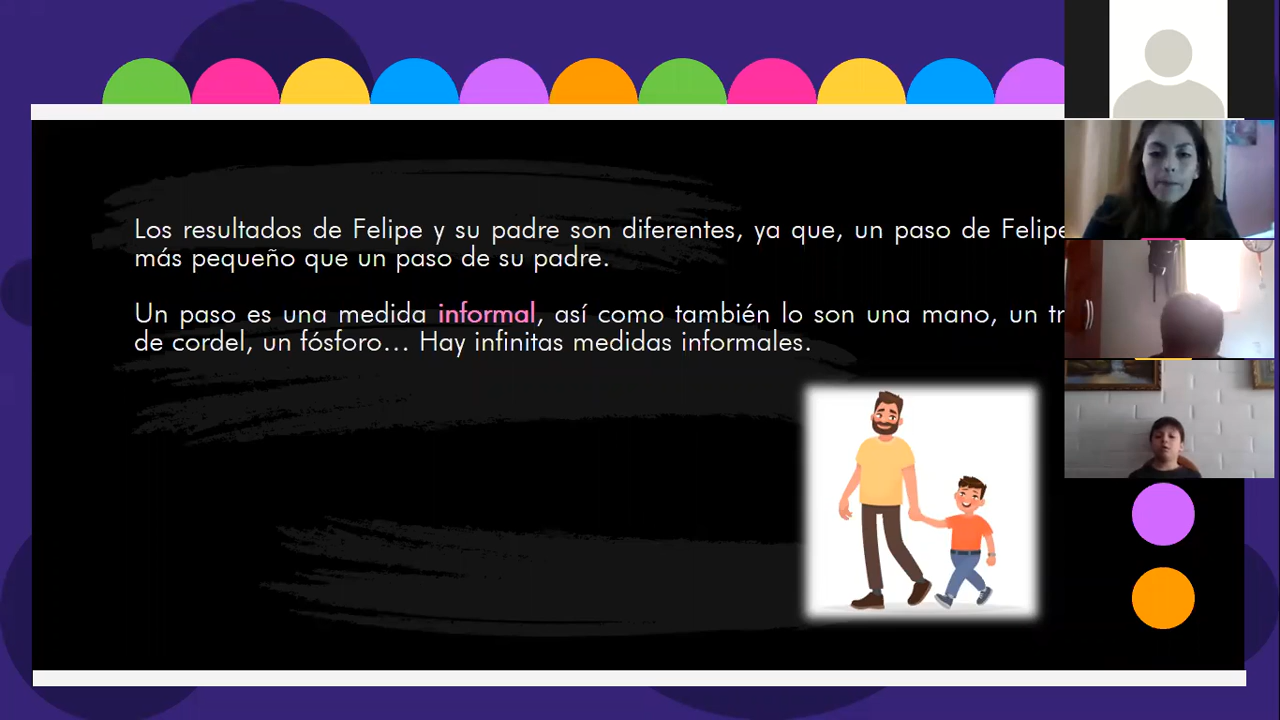 Los resultados de Felipe y su padre son diferentes, ya que, un paso de Felipe
más pequeño que un paso de su padre.
Un paso es una medida informal, así como también lo son una mano, un
de cordel, un fósforo... Hay infinitas medidas informales.